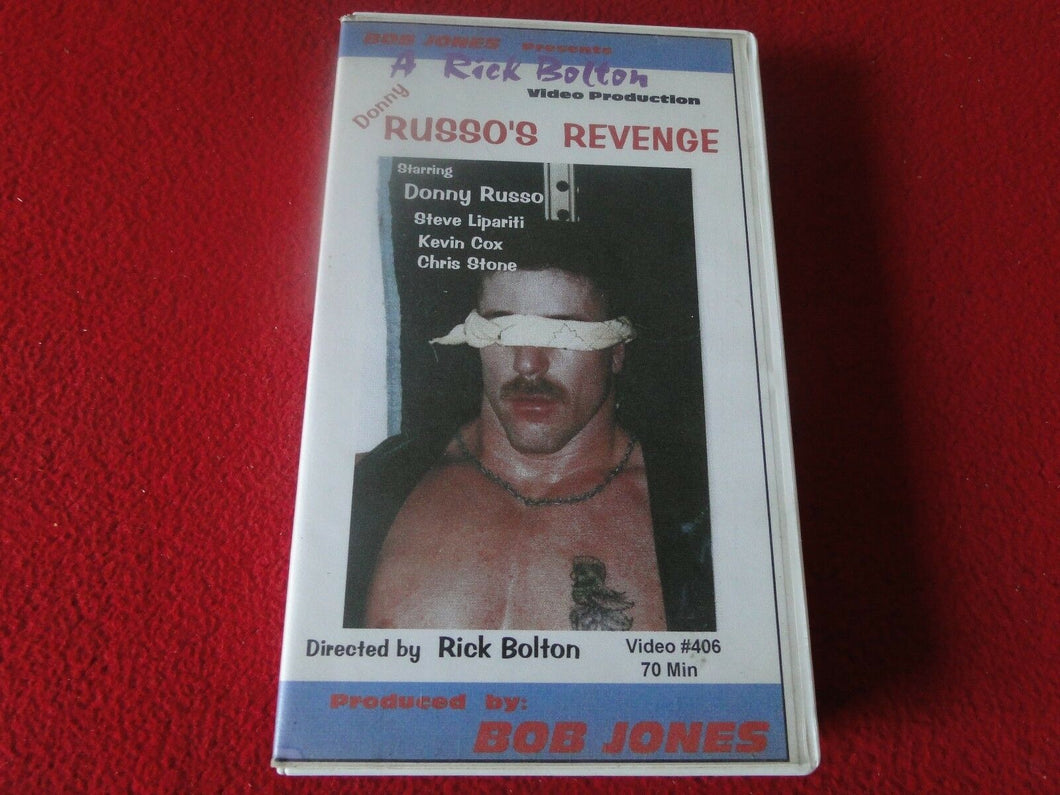 BOB JONES Presents
A Rick Bolton
Video Production
Donny
RUSSO'S REVENGE
Starring
Donny Russo
Steve Lipariti
Kevin Cox
Chris Stone
Directed by Rick Bolton
Video #406
70 Min
Produced by:
BOB JONES